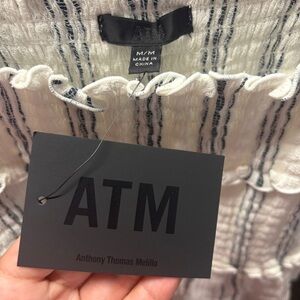 ATM
M/M
MADE IN
CHINA
ATM
Anthony Thomas Melillo